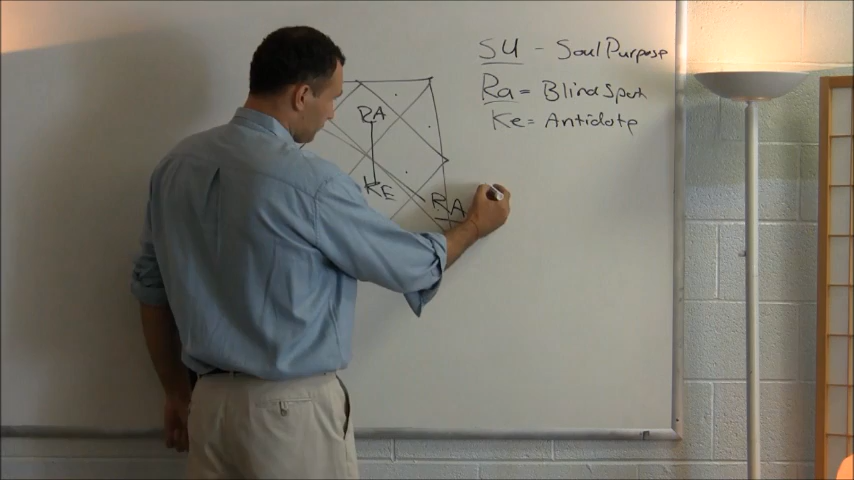 SU - Soul Purpose
Ra = Blind Spot
Ke = Antidote
RA
KE
RA